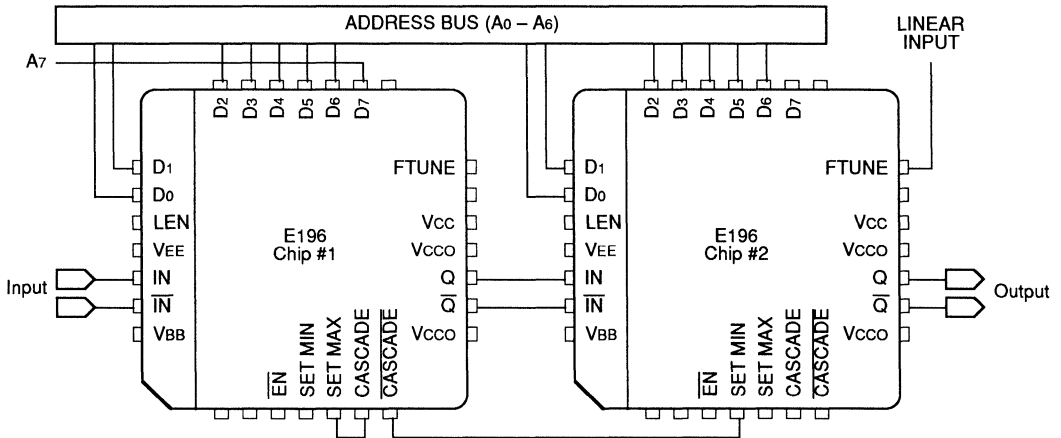 ADDRESS BUS (A0 – A6)
LINEAR
INPUT
A7
D2
D3
D4
D5
D6
D7
D2
D3
D4
D5
D6
D7
D1
D0
LEN
VEE
IN
IN
VBB
E196
Chip #1
FTUNE
VCC
VCCO
Q
Q
VCCO
EN
SET MIN
SET MAX
CASCADE
CASCADE
Input
D1
D0
LEN
VEE
IN
IN
VBB
E196
Chip #2
FTUNE
VCC
VCCO
Q
Q
VCCO
EN
SET MIN
SET MAX
CASCADE
CASCADE
Output